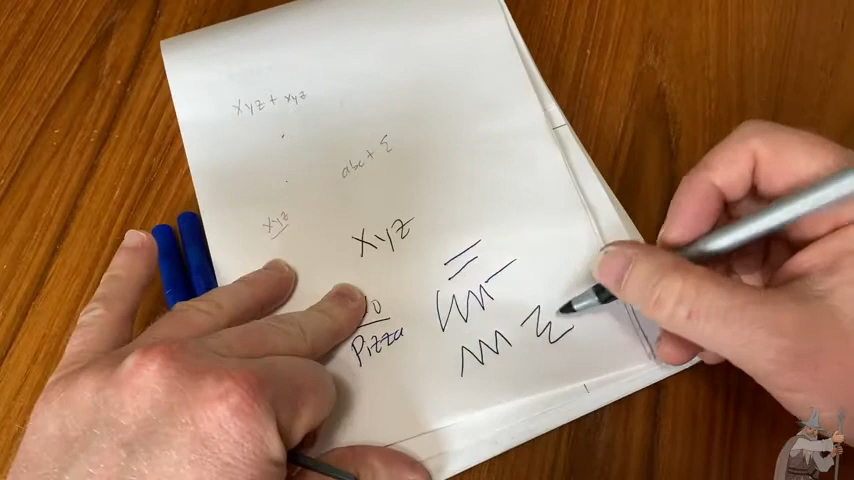 xyz + xyz
abc + Σ
xyz
xyz
Pizza